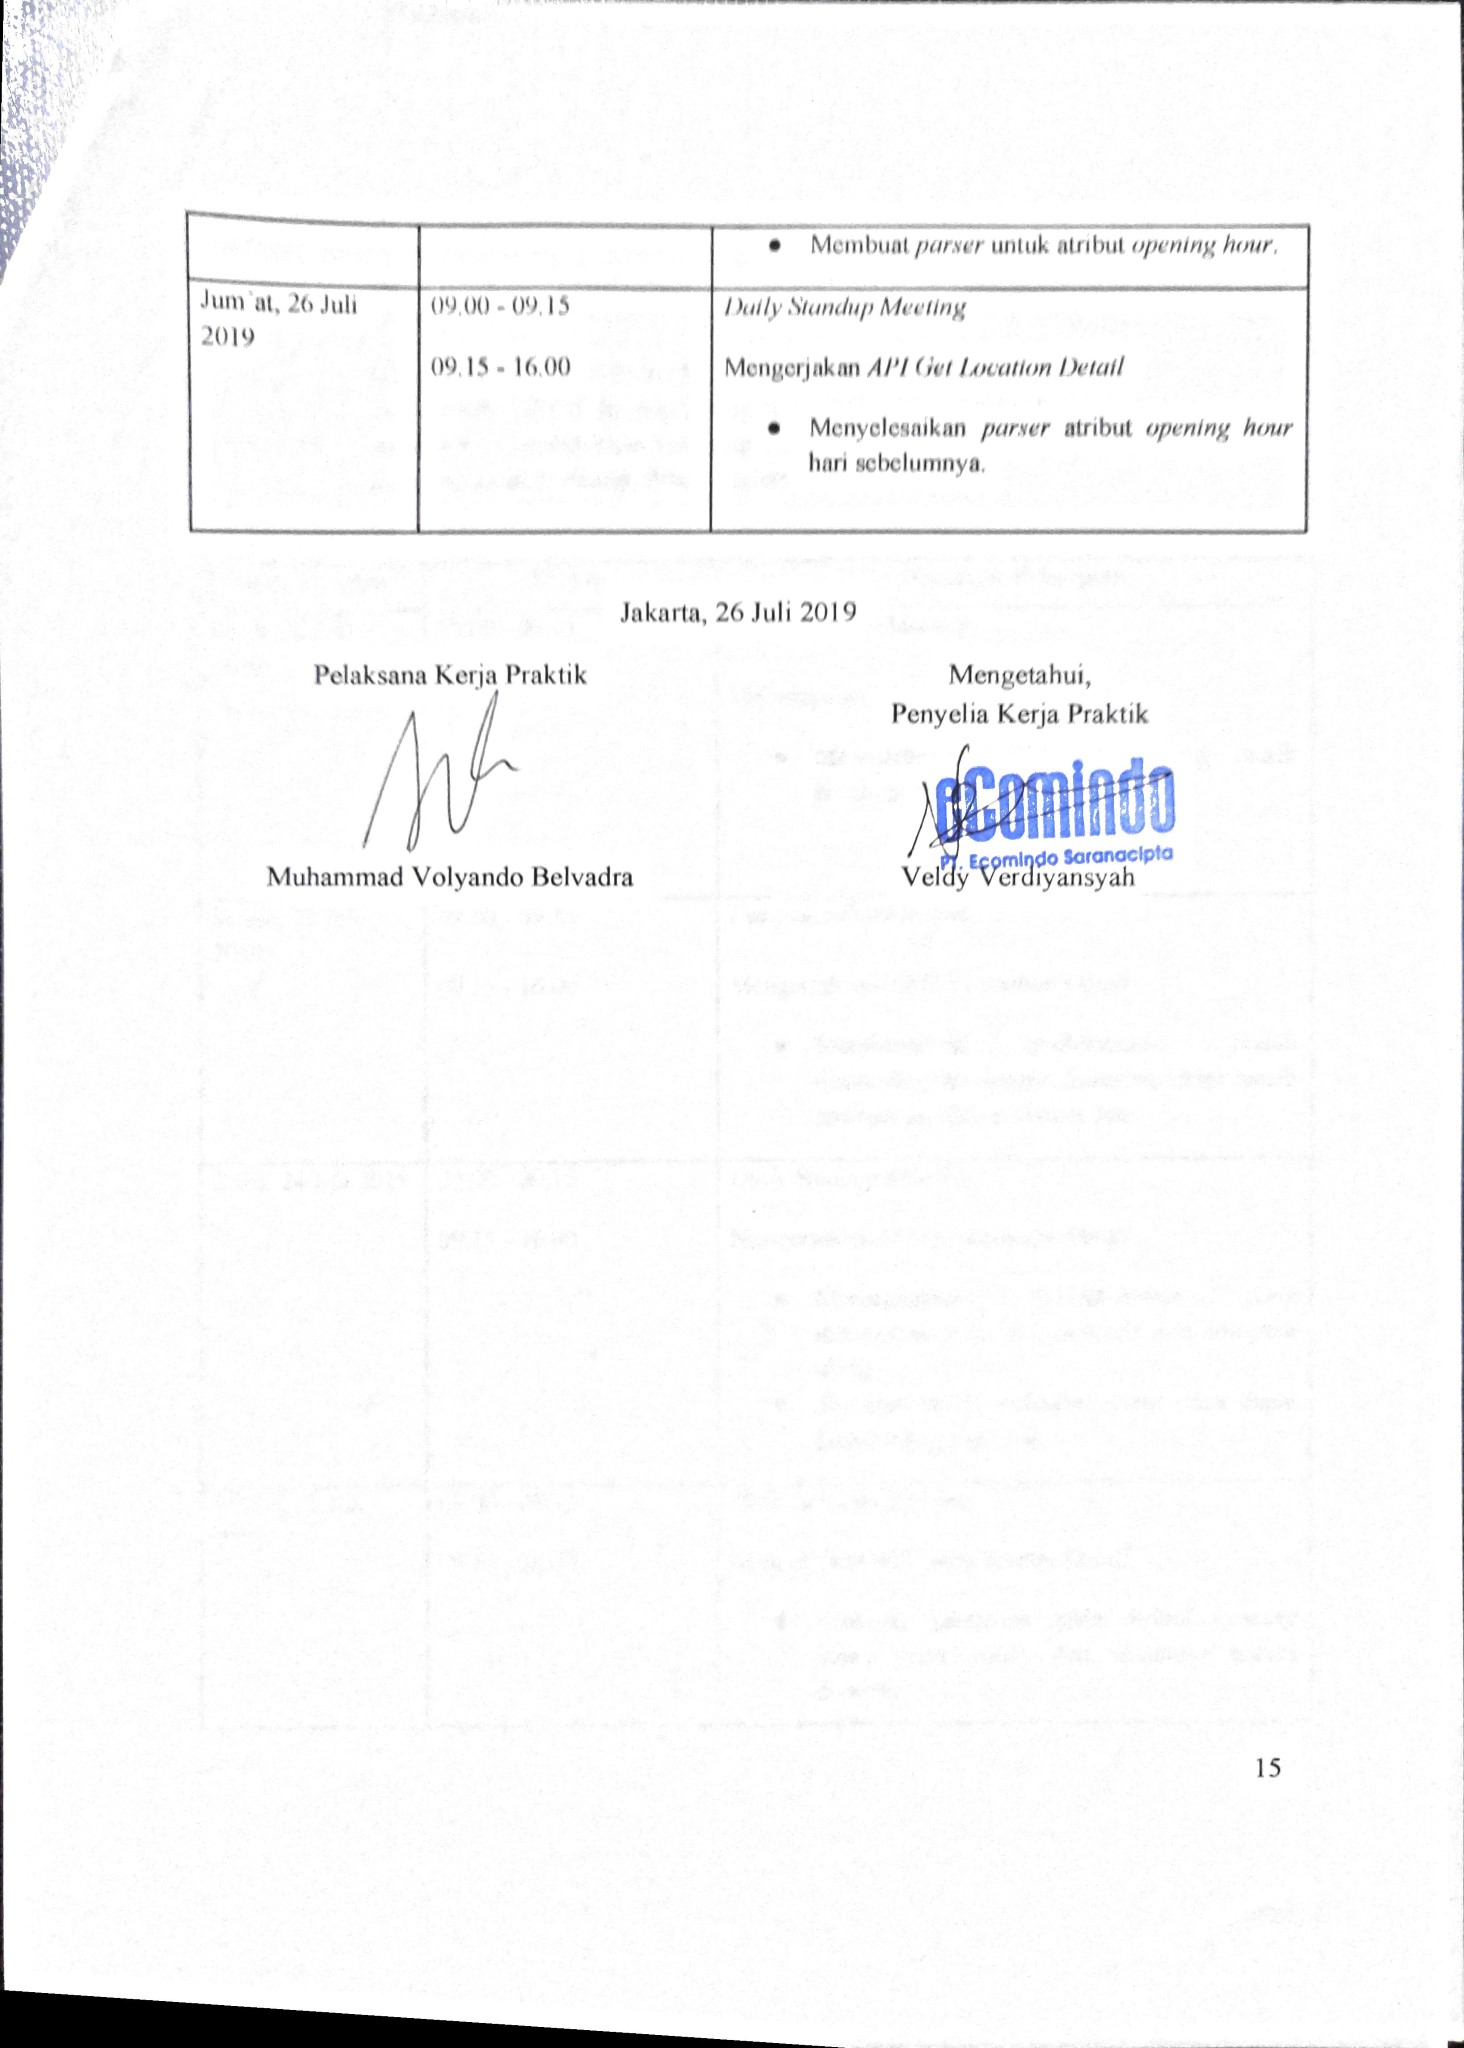 • Membuat parser untuk atribut opening hour.
Jum`at, 26 Juli
2019
09.00 - 09.15
Daily Standup Meeting
09.15 - 16.00
Mengerjakan API Get Location Detail
• Menyelesaikan parser atribut opening hour
hari sebelumnya.
Jakarta, 26 Juli 2019
Pelaksana Kerja Praktik
Muhammad Volyando Belvadra
Mengetahui,
Penyelia Kerja Praktik
eComindo
PT. Ecomindo Saranacipta
Veldy Verdiyansyah
15